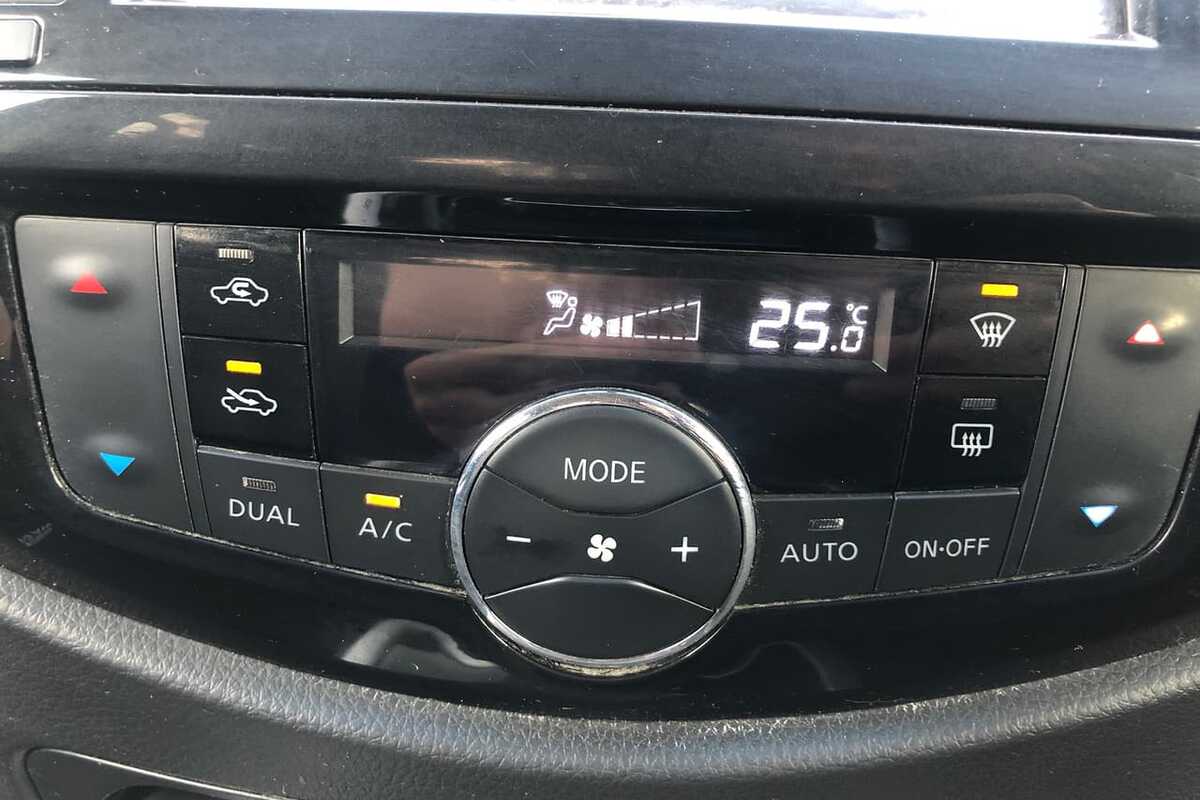 25.0 °C
MODE
DUAL
A/C
AUTO
ON•OFF